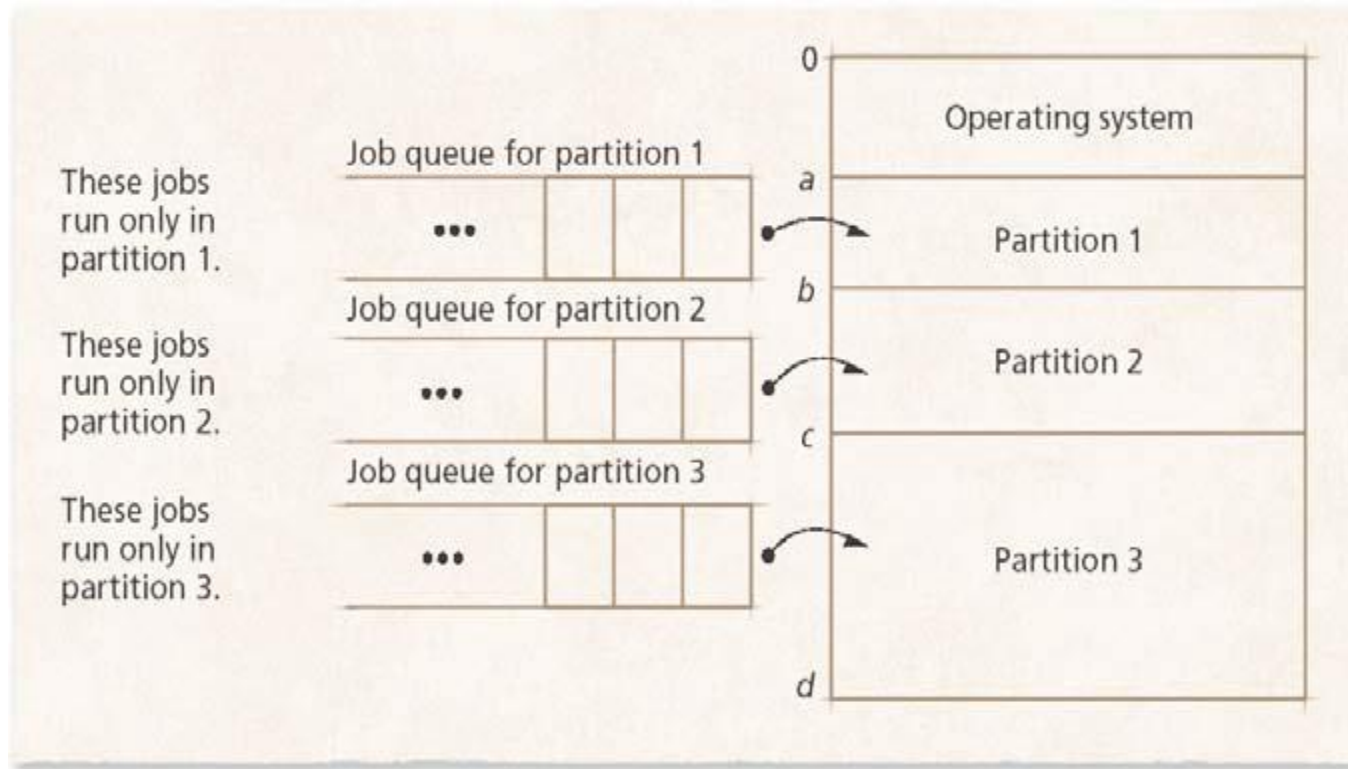 0
Operating system
Job queue for partition 1
These jobs
run only in
partition 1.
•••
a
Partition 1
b
Job queue for partition 2
These jobs
run only in
partition 2.
•••
Partition 2
c
Job queue for partition 3
These jobs
run only in
partition 3.
•••
Partition 3
d